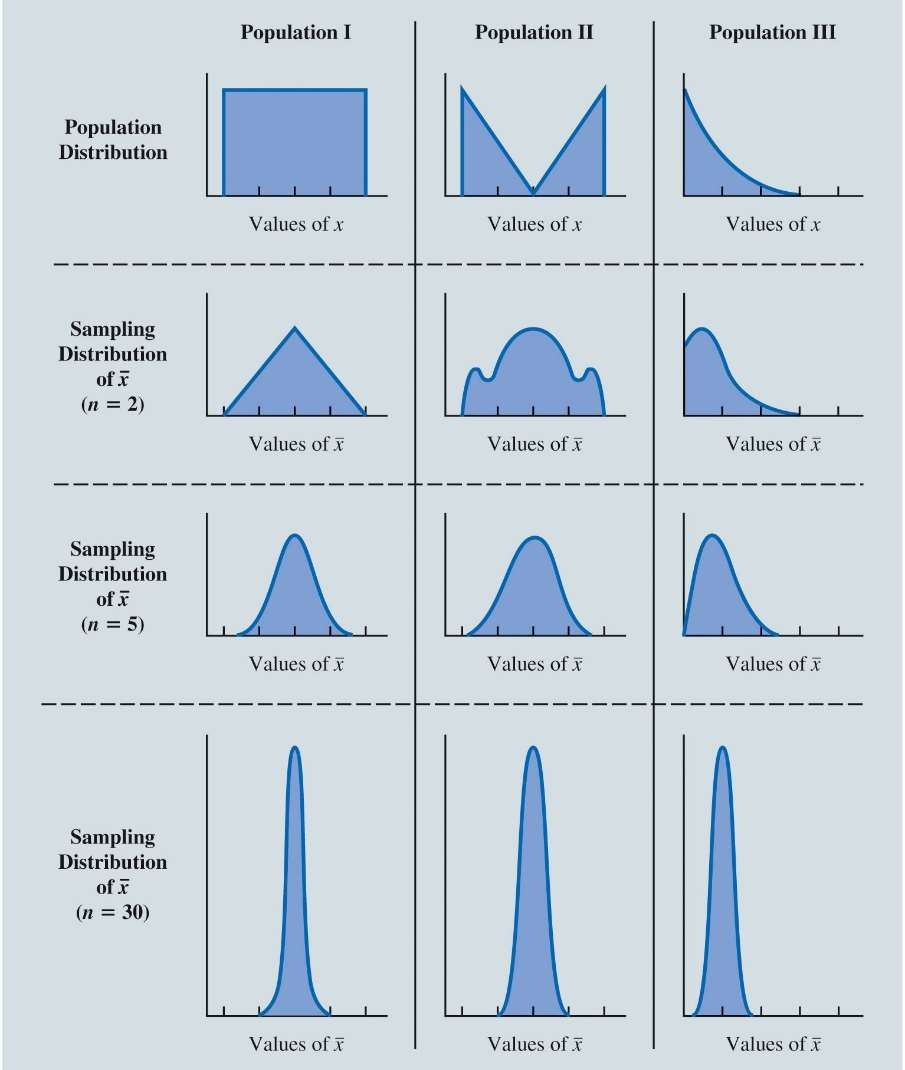 Population I
Population II
Population III
Population
Distribution
Values of x
Values of x
Values of x
Sampling
Distribution
of x̄
(n = 2)
Values of x̄
Values of x̄
Values of x̄
Sampling
Distribution
of x̄
(n = 5)
Values of x̄
Values of x̄
Values of x̄
Sampling
Distribution
of x̄
(n = 30)
Values of x̄
Values of x̄
Values of x̄